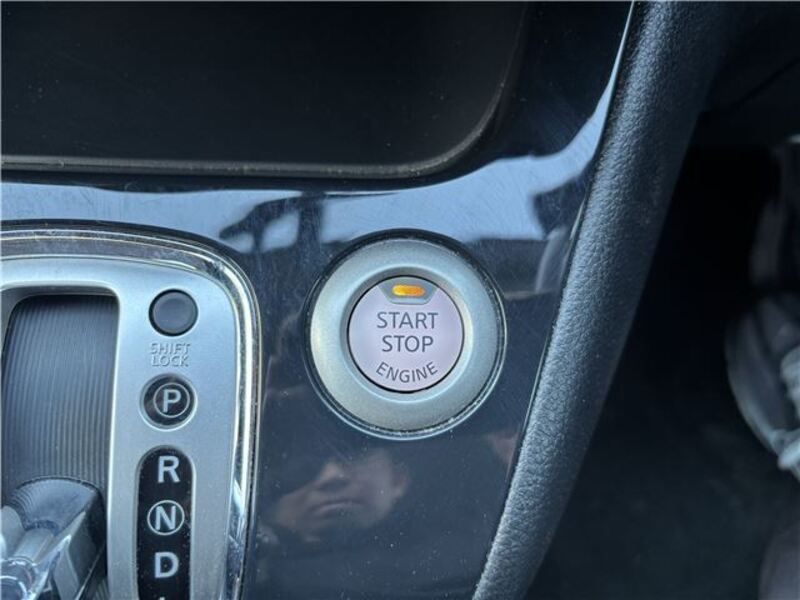 START
STOP
ENGINE
SHIFT
LOCK
P
R
N
D